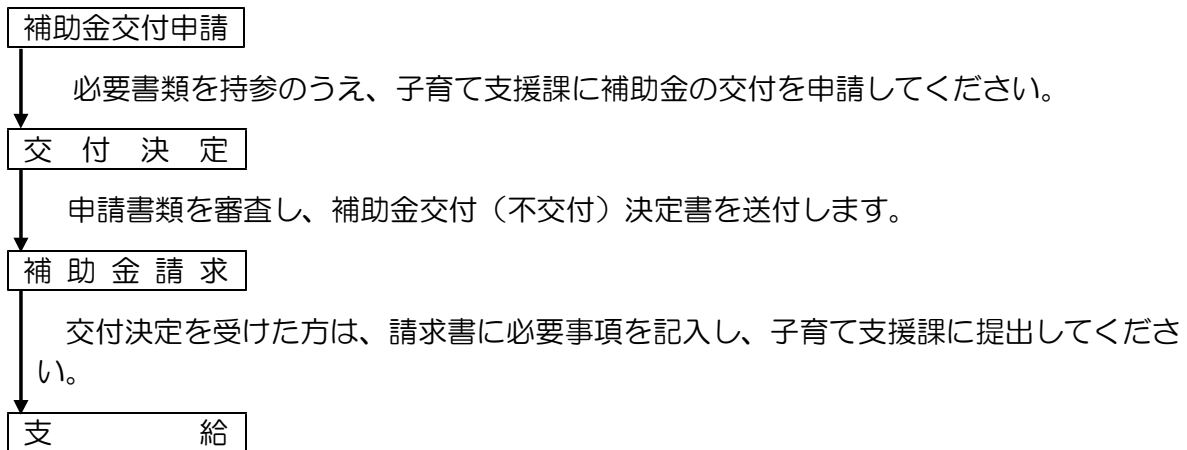 補助金交付申請
必要書類を持参のうえ、子育て支援課に補助金の交付を申請してください。
交 付 決 定
申請書類を審査し、補助金交付（不交付）決定書を送付します。
補 助 金 請 求
交付決定を受けた方は、請求書に必要事項を記入し、子育て支援課に提出してくださ
い。
支 給